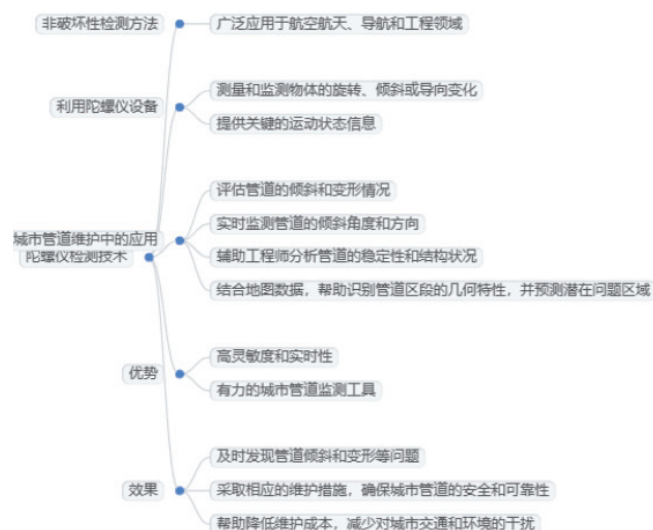 非破坏性检测方法
广泛应用于航空航天、导航和工程领域
利用陀螺仪设备
测量和监测物体的旋转、倾斜或导向变化
提供关键的运动状态信息
城市管道维护中的应用
陀螺仪检测技术
评估管道的倾斜和变形情况
实时监测管道的倾斜角度和方向
辅助工程师分析管道的稳定性和结构状况
结合地图数据，帮助识别管道区段的几何特性，并预测潜在问题区域
优势
高灵敏度和实时性
有力的城市管道监测工具
效果
及时发现管道倾斜和变形等问题
采取相应的维护措施，确保城市管道的安全和可靠性
帮助降低维护成本，减少对城市交通和环境的干扰